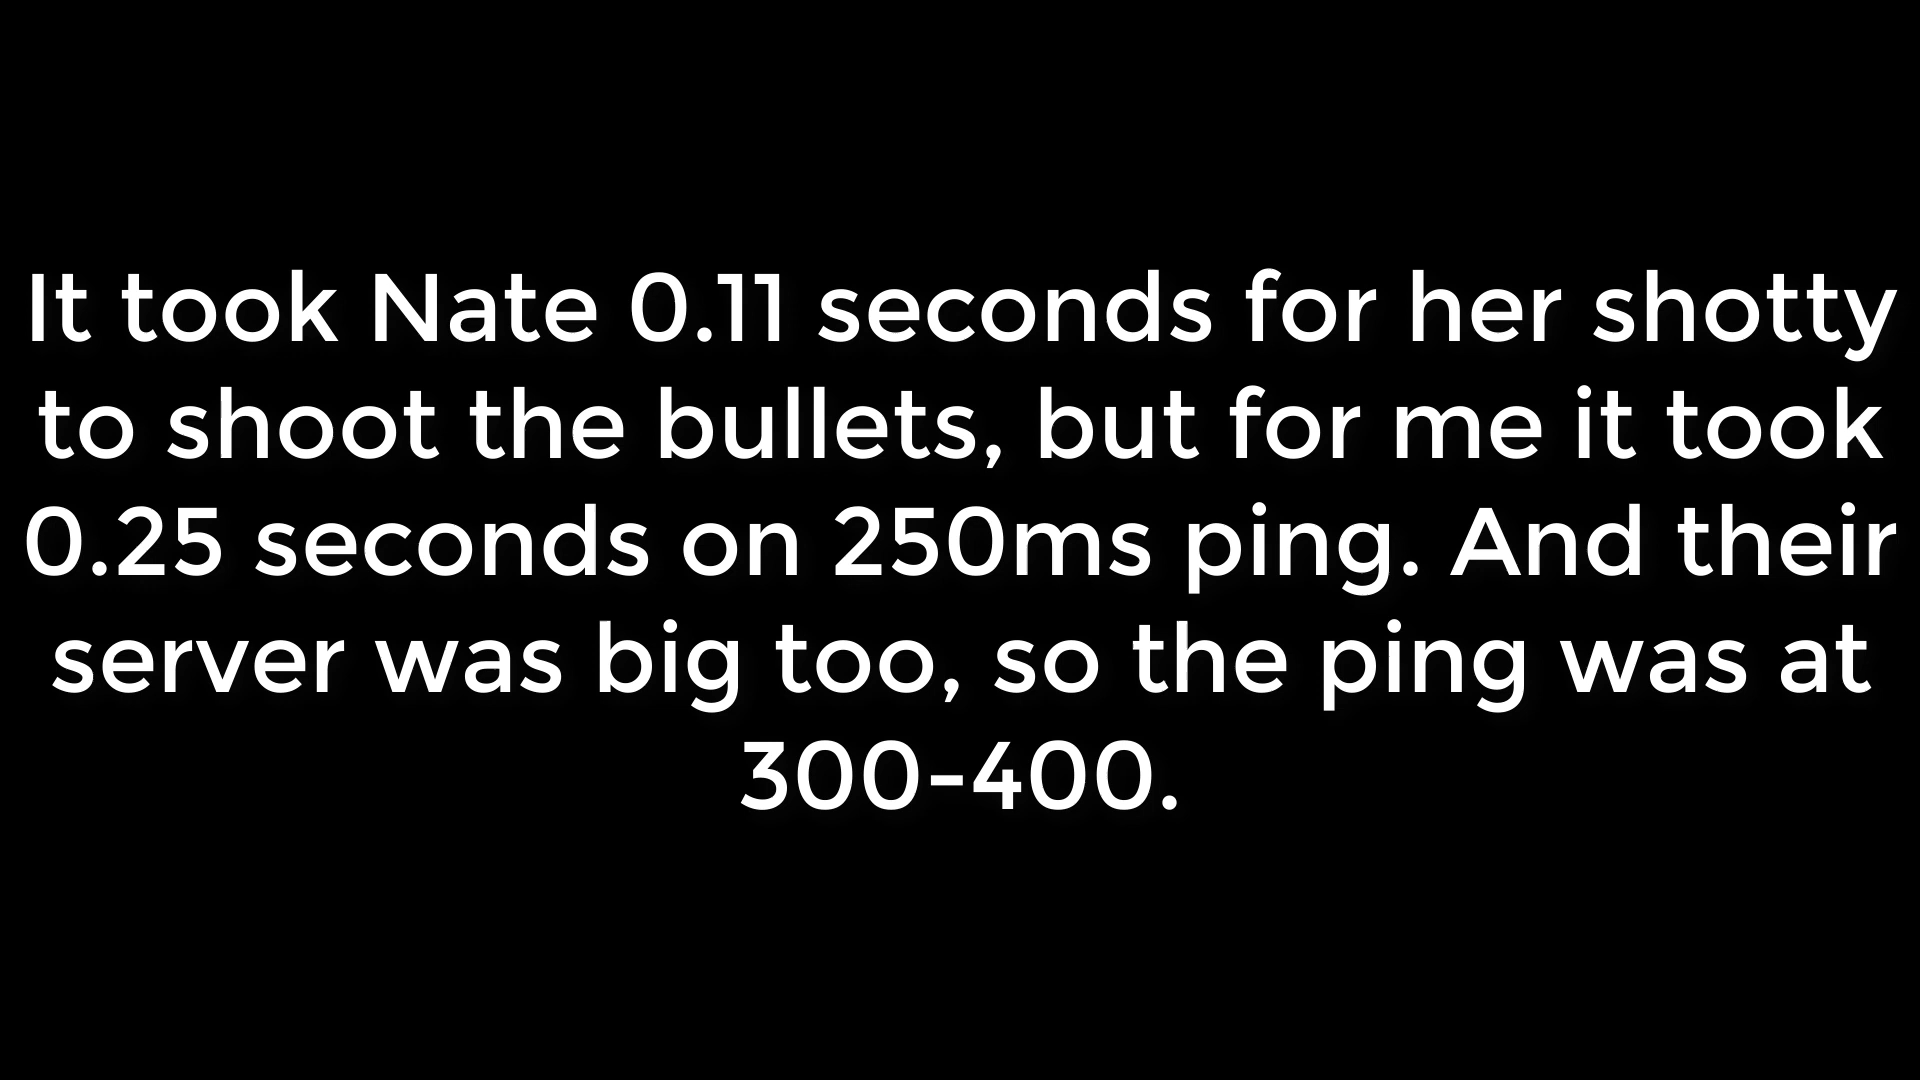 It took Nate 0.11 seconds for her shotty
to shoot the bullets, but for me it took
0.25 seconds on 250ms ping. And their
server was big too, so the ping was at
300-400.